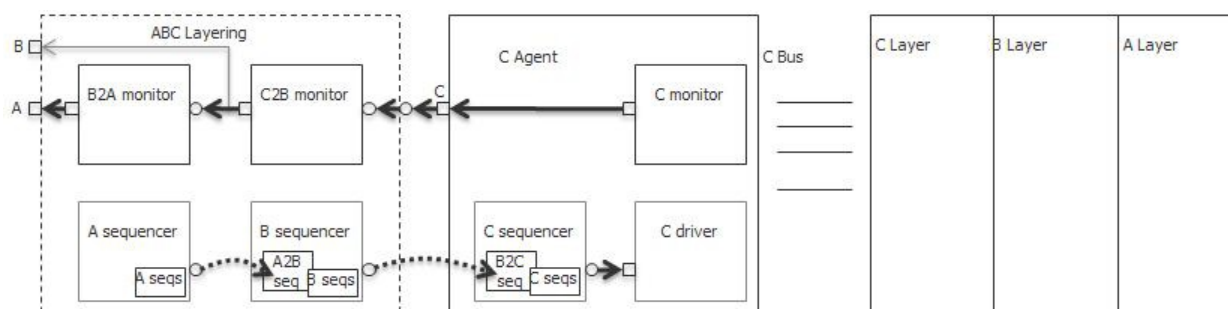 ABC Layering
B
A
B2A monitor
C2B monitor
C
C Agent
C monitor
C Bus
C Layer
B Layer
A Layer
A sequencer
A seqs
B sequencer
A2B
seq
B seqs
C sequencer
B2C
seq
C seqs
C driver